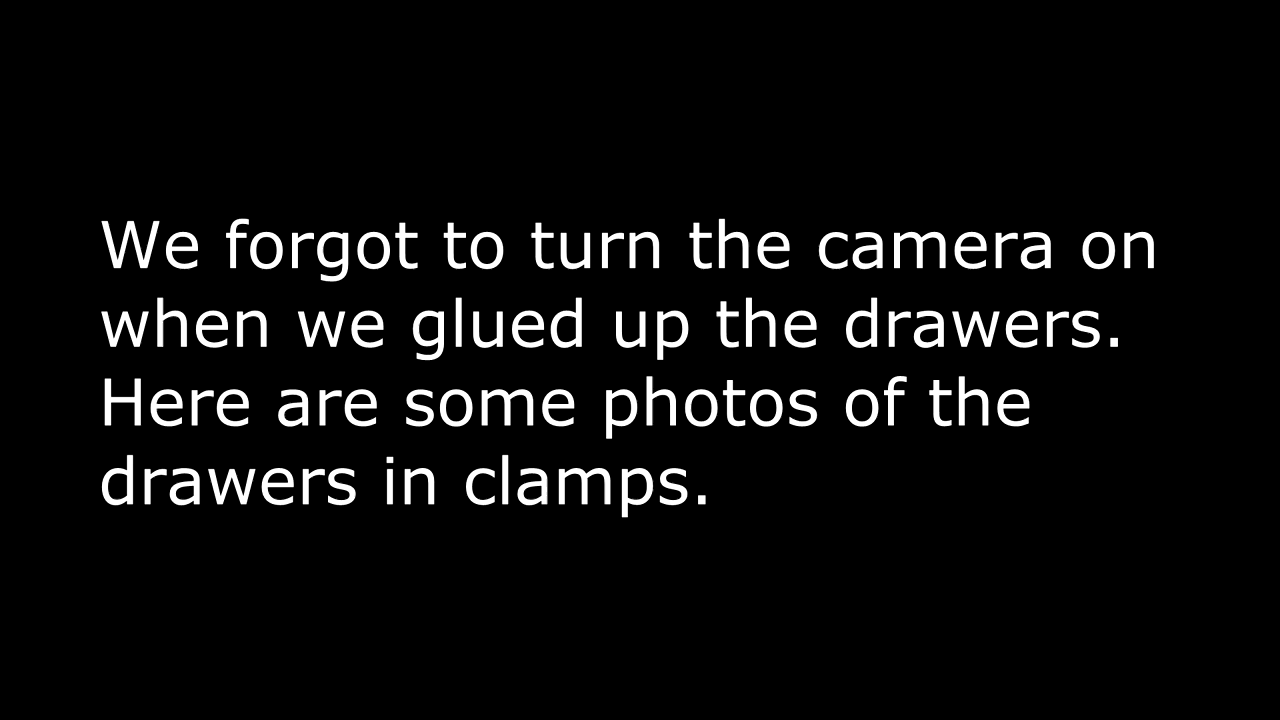 We forgot to turn the camera on
when we glued up the drawers.
Here are some photos of the
drawers in clamps.